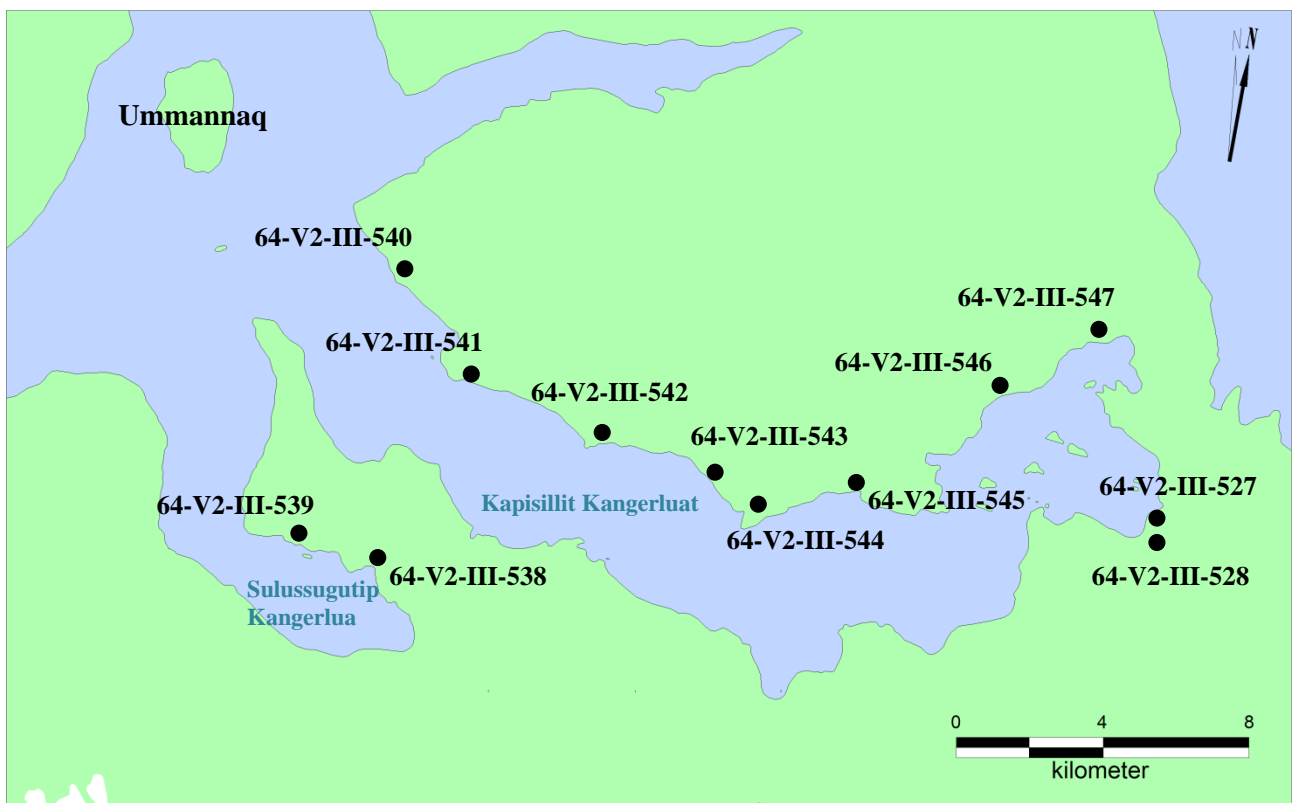 N N
Ummannaq
64-V2-III-540
64-V2-III-547
64-V2-III-541
64-V2-III-546
64-V2-III-542
64-V2-III-543
64-V2-III-527
64-V2-III-545
Kapisillit Kangerluat
64-V2-III-539
64-V2-III-544
64-V2-III-538
64-V2-III-528
Sulussugutip
Kangerlua
0 4 8
kilometer